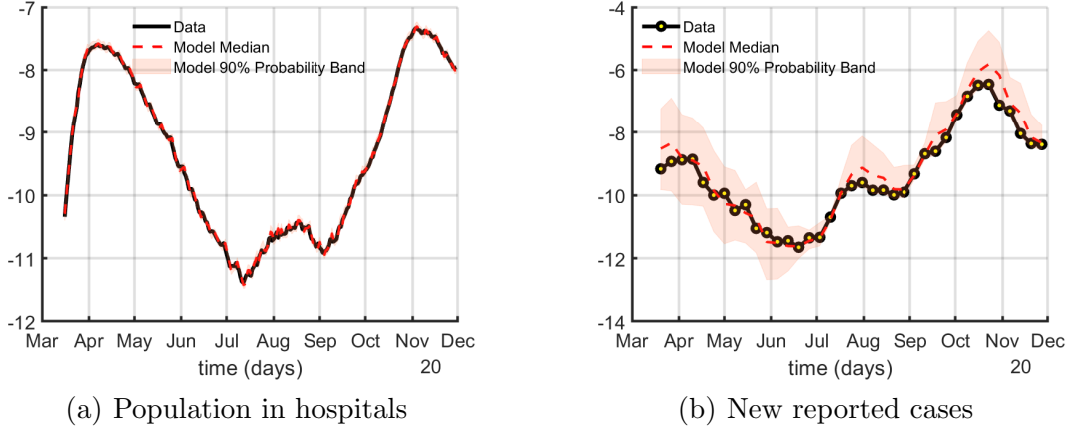 -7
-8
-9
-10
-11
-12
Data
Model Median
Model 90% Probability Band
Mar Apr May Jun Jul Aug Sep Oct Nov Dec
time (days) 20
(a) Population in hospitals
-4
-6
-8
-10
-12
-14
Data
Model Median
Model 90% Probability Band
Mar Apr May Jun Jul Aug Sep Oct Nov Dec
time (days) 20
(b) New reported cases